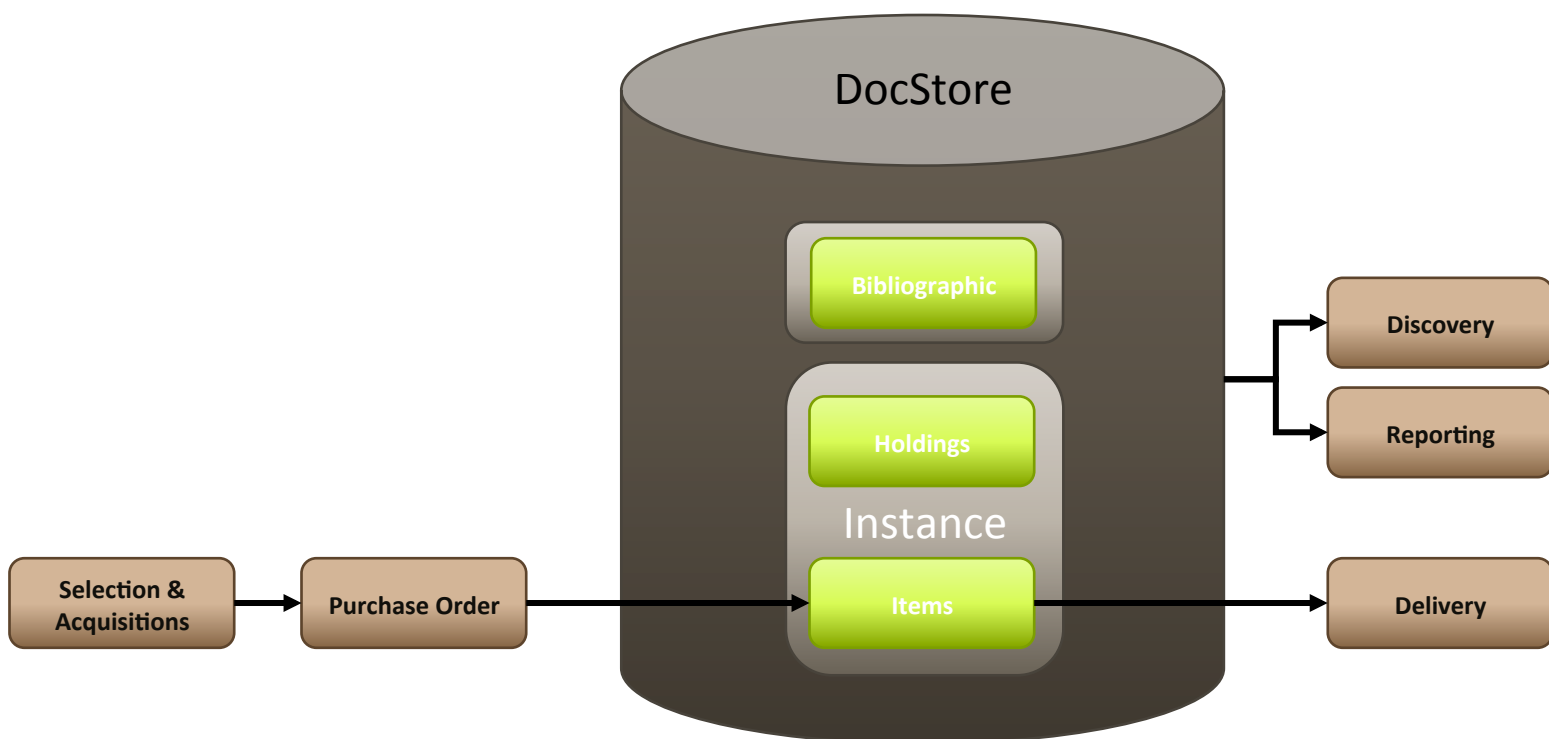 DocStore
Bibliographic
Holdings
Instance
Items
Selection &
Acquisitions
Purchase Order
Discovery
Reporting
Delivery